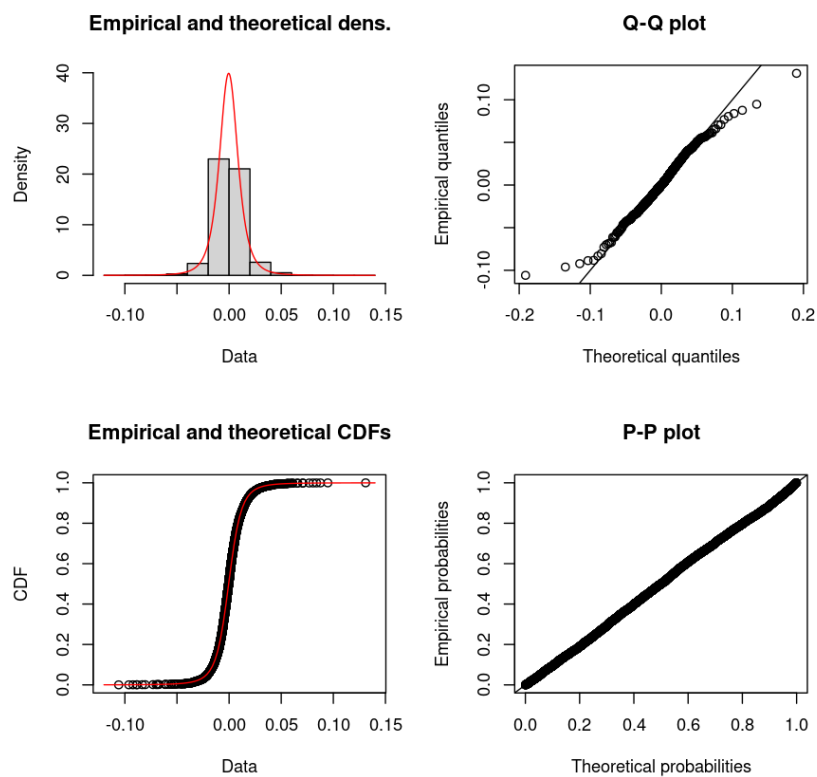 Empirical and theoretical dens.
Density
0 10 20 30 40
-0.10 0.00 0.05 0.10 0.15
Data
Q-Q plot
Empirical quantiles
-0.10 0.00 0.10
-0.2 -0.1 0.0 0.1 0.2
Theoretical quantiles
Empirical and theoretical CDFs
CDF
0.0 0.2 0.4 0.6 0.8 1.0
-0.10 0.00 0.05 0.10 0.15
Data
P-P plot
Empirical probabilities
0.0 0.2 0.4 0.6 0.8 1.0
0.0 0.2 0.4 0.6 0.8 1.0
Theoretical probabilities